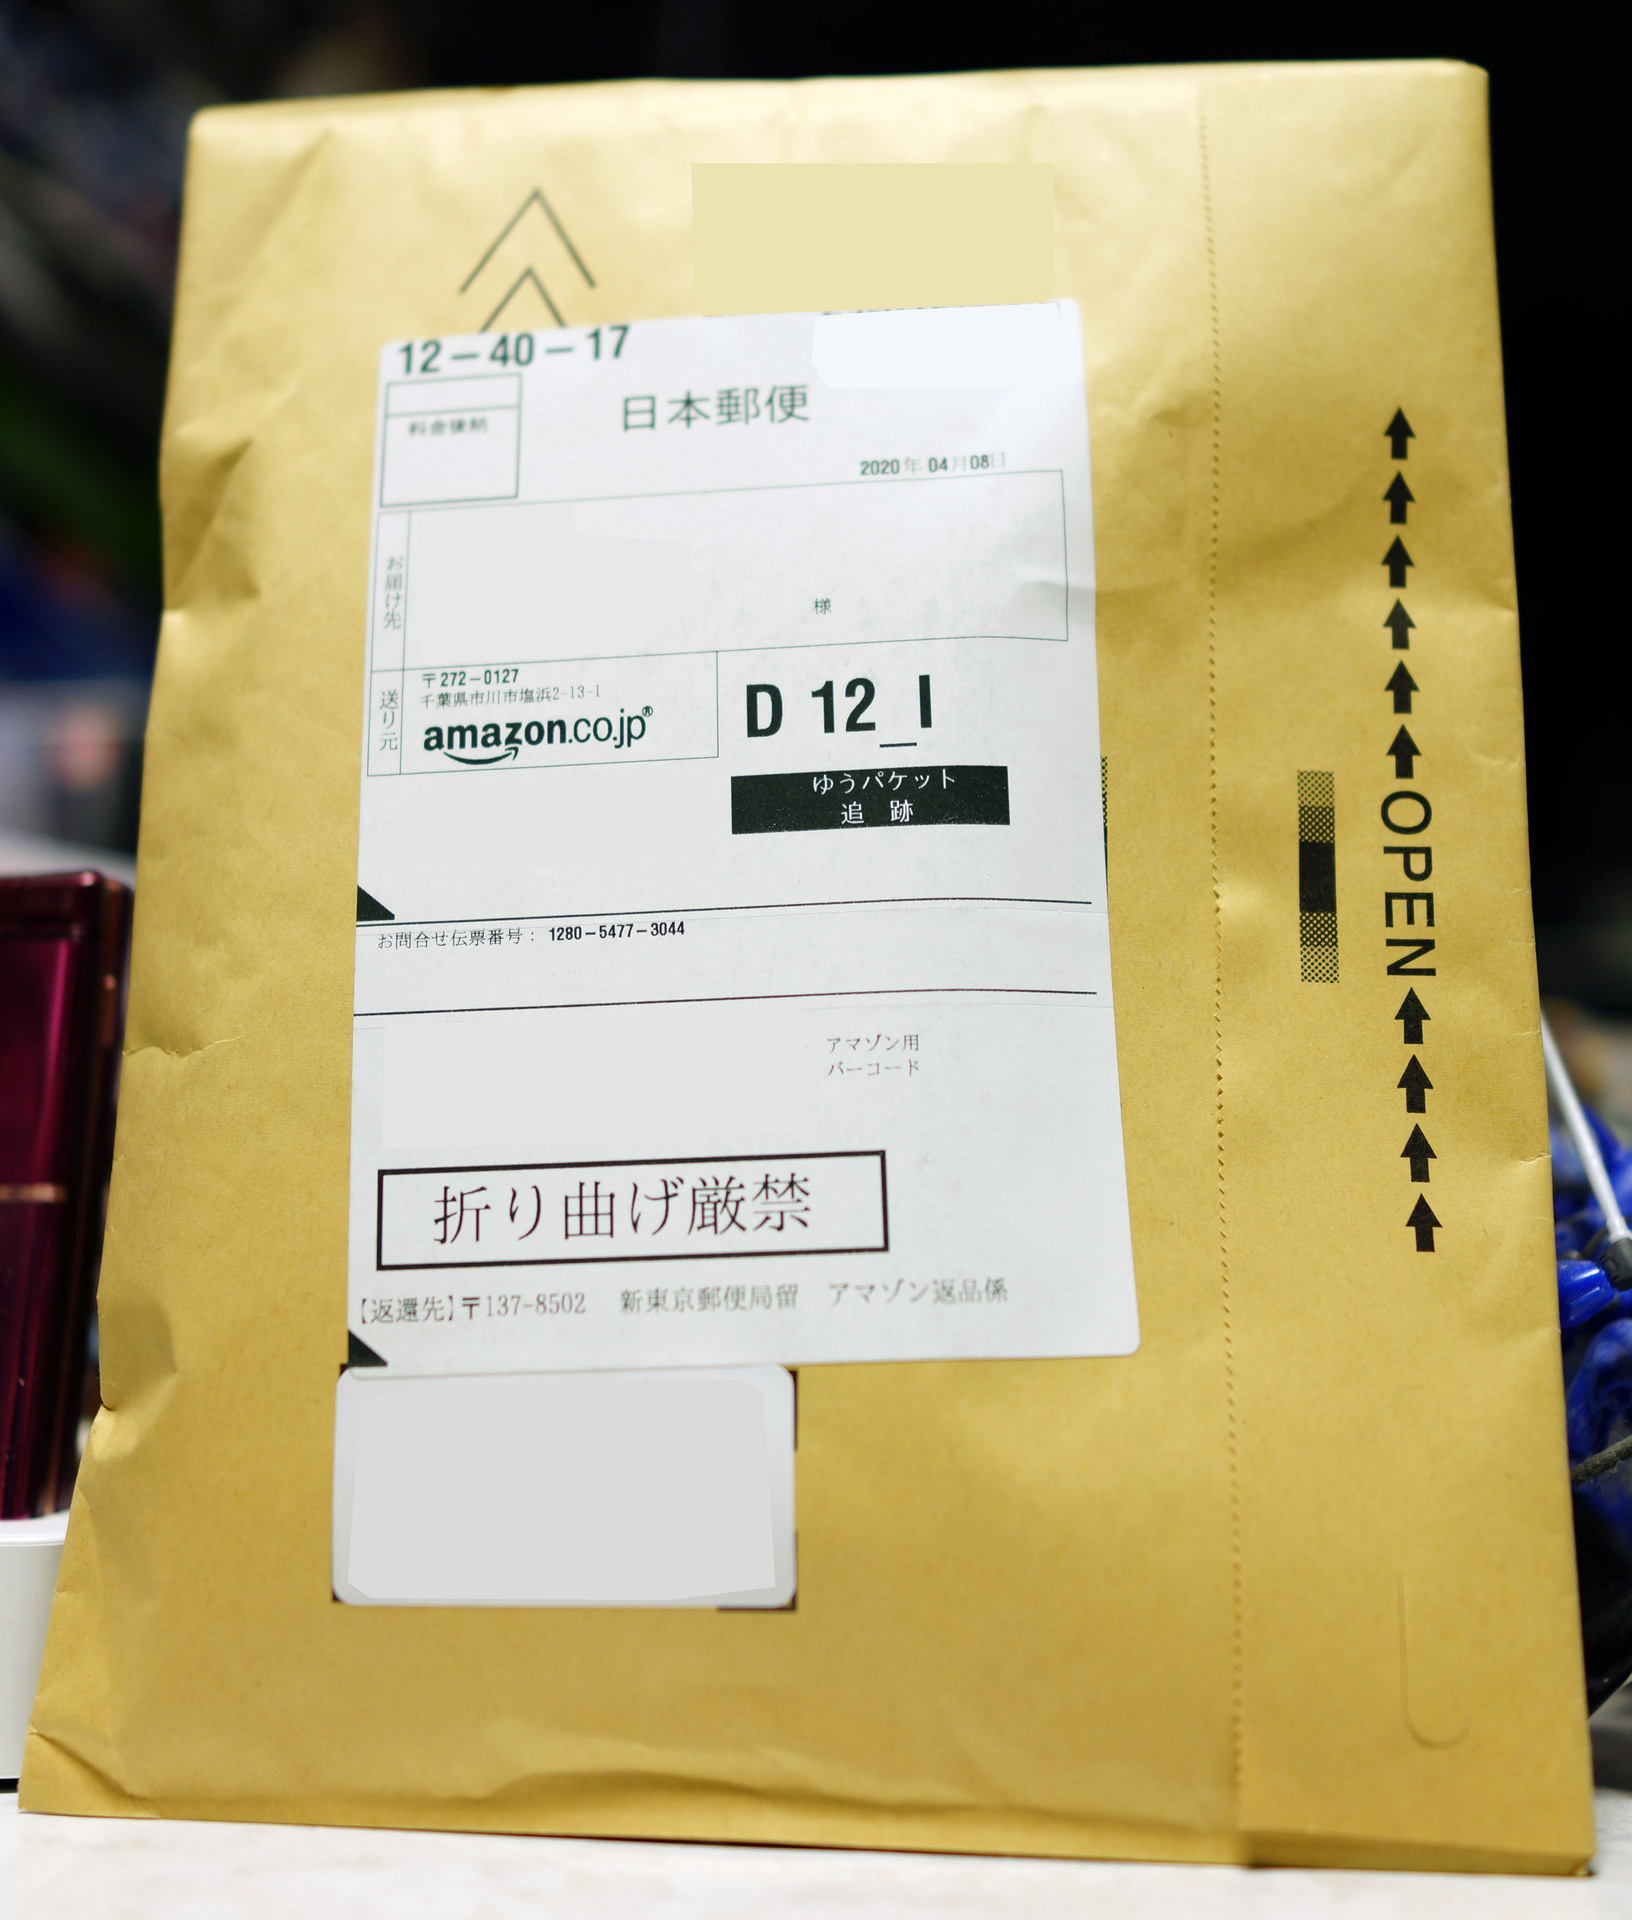 12-40-17
料金後納
日本郵便
2020年 04月08日
お届け先
様
送り元
〒272-0127
千葉県市川市塩浜2-13-1
amazon.co.jp®
D 12_I
ゆうパケット
追 跡
お問合せ伝票番号： 1280-5477-3044
アマゾン用
バーコード
折り曲げ厳禁
【返還先】〒137-8502 新東京郵便局留 アマゾン返品係
OPEN